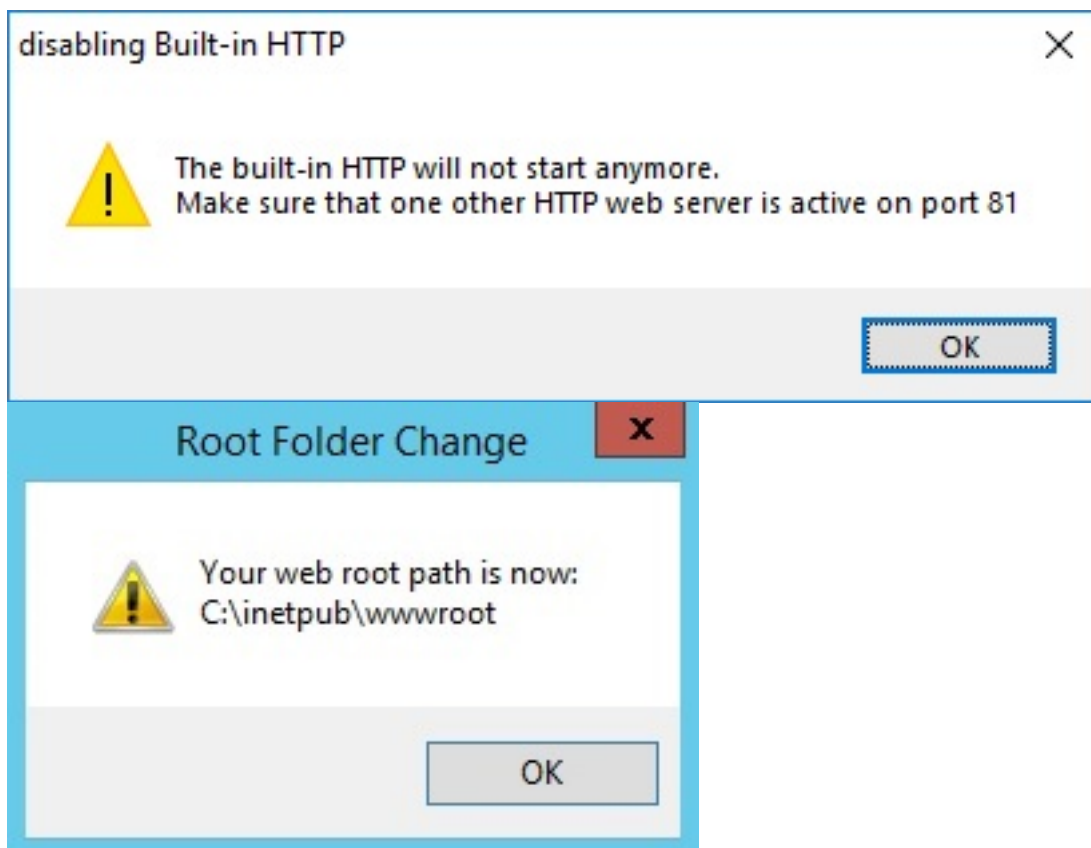 disabling Built-in HTTP
The built-in HTTP will not start anymore.
Make sure that one other HTTP web server is active on port 81
OK
Root Folder Change
Your web root path is now:
C:\inetpub\wwwroot
OK